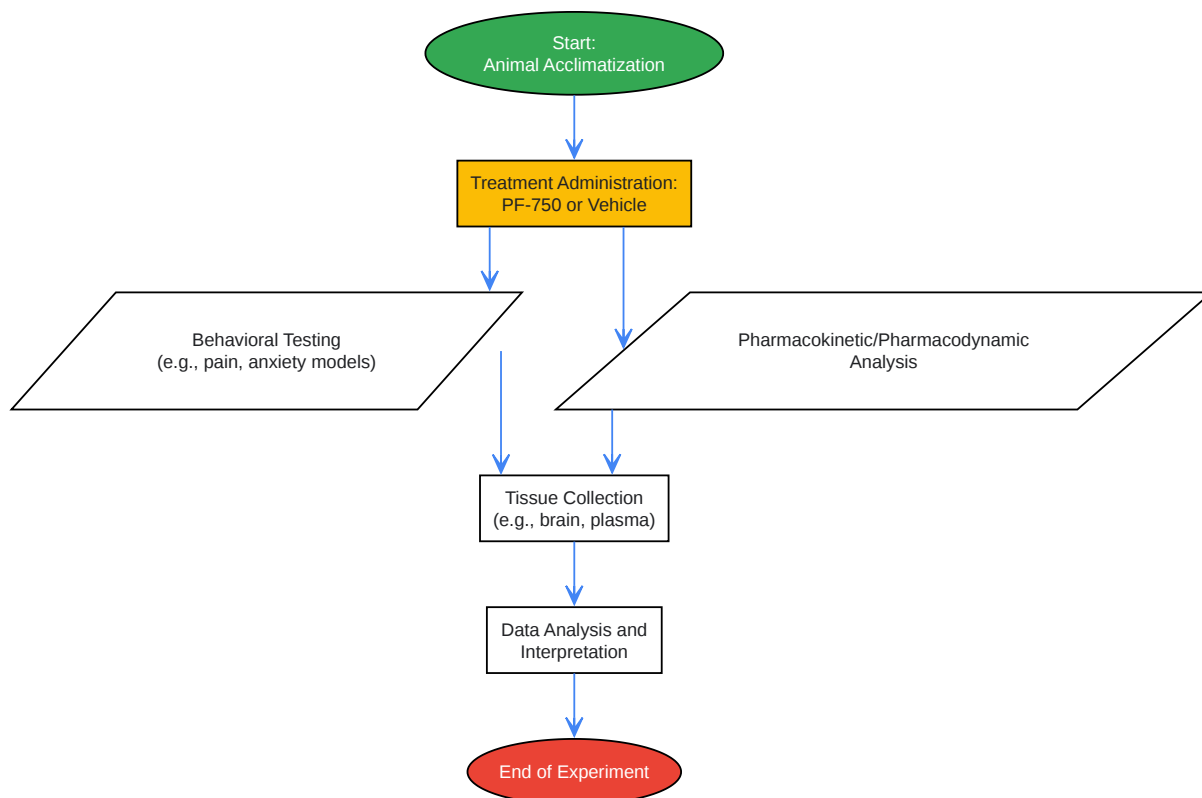 Start:
Animal Acclimatization
Treatment Administration:
PF-750 or Vehicle
Behavioral Testing
(e.g., pain, anxiety models)
Pharmacokinetic/Pharmacodynamic
Analysis
Tissue Collection
(e.g., brain, plasma)
Data Analysis and
Interpretation
End of Experiment